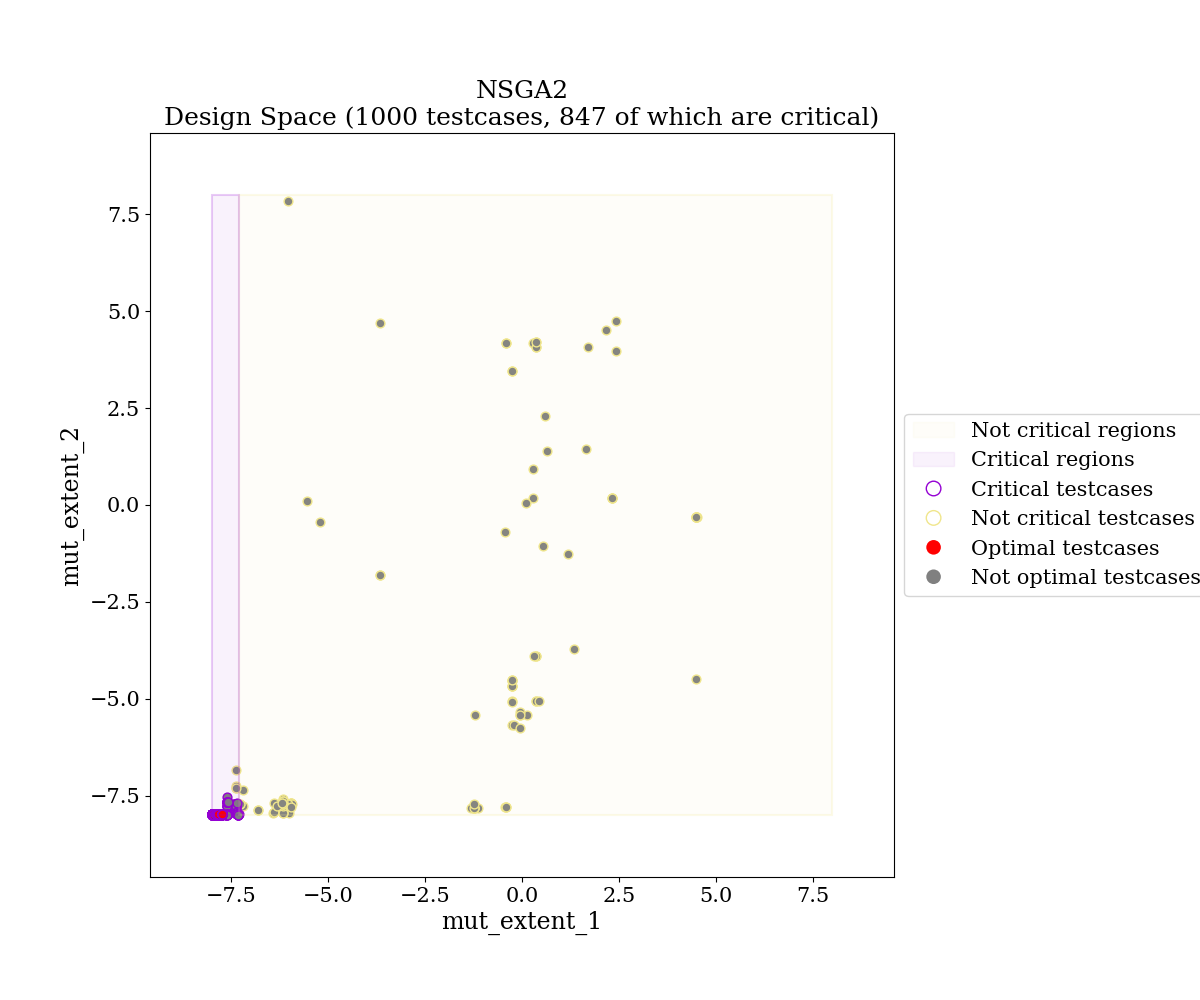 NSGA2
Design Space (1000 testcases, 847 of which are critical)
7.5
5.0
2.5
0.0
−2.5
−5.0
−7.5
mut_extent_2
−7.5
−5.0
−2.5
0.0
2.5
5.0
7.5
mut_extent_1
Not critical regions
Critical regions
Critical testcases
Not critical testcases
Optimal testcases
Not optimal testcases